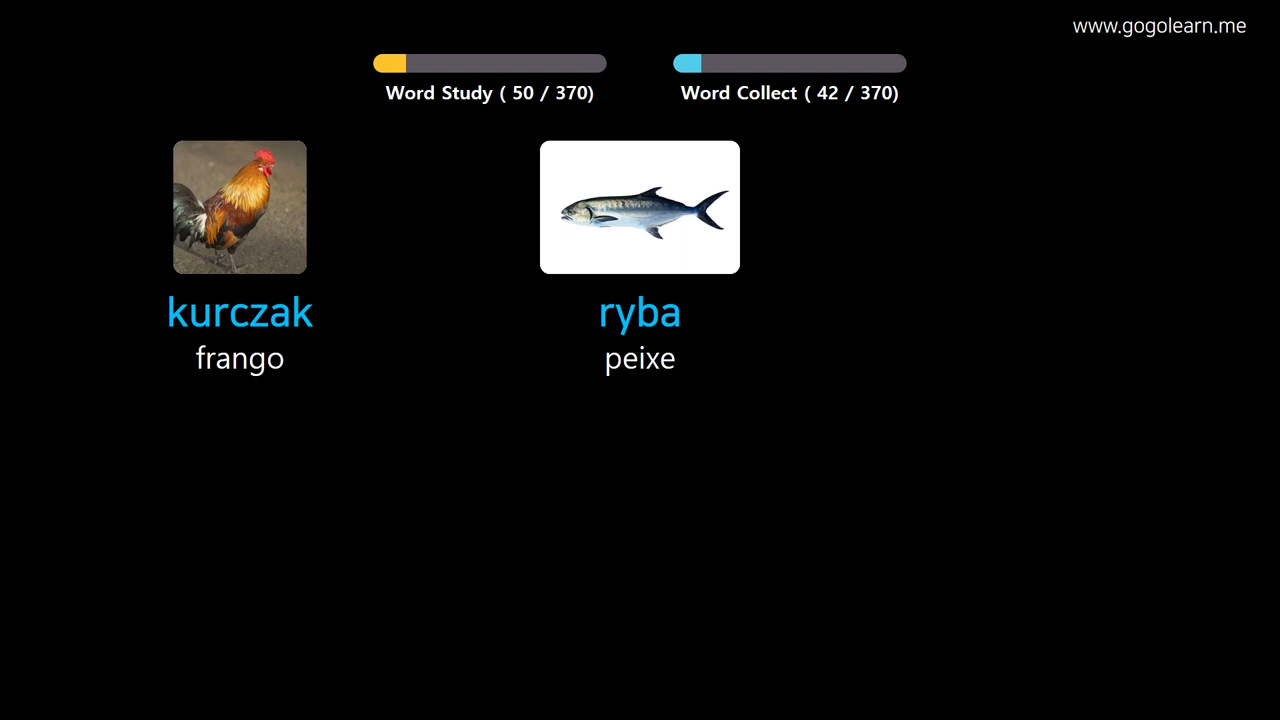 www.gogolearn.me
Word Study ( 50 / 370)
Word Collect ( 42 / 370)
kurczak
frango
ryba
peixe